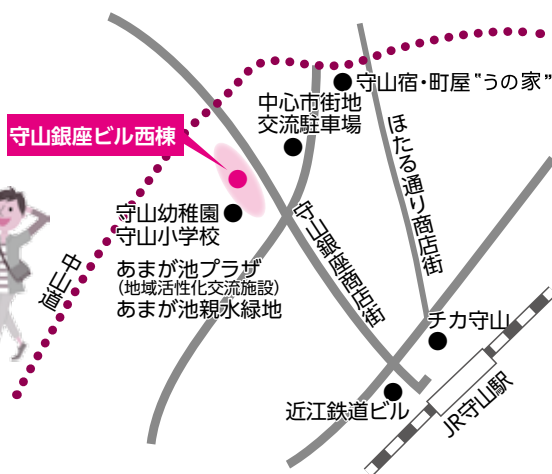 守山宿・町屋“うの家”
中心市街地
交流駐車場
守山銀座ビル西棟
ほたる通り商店街
守山幼稚園
守山小学校
守山銀座商店街
中山道
あまが池プラザ
（地域活性化交流施設）
あまが池親水緑地
チカ守山
近江鉄道ビル
JR守山駅